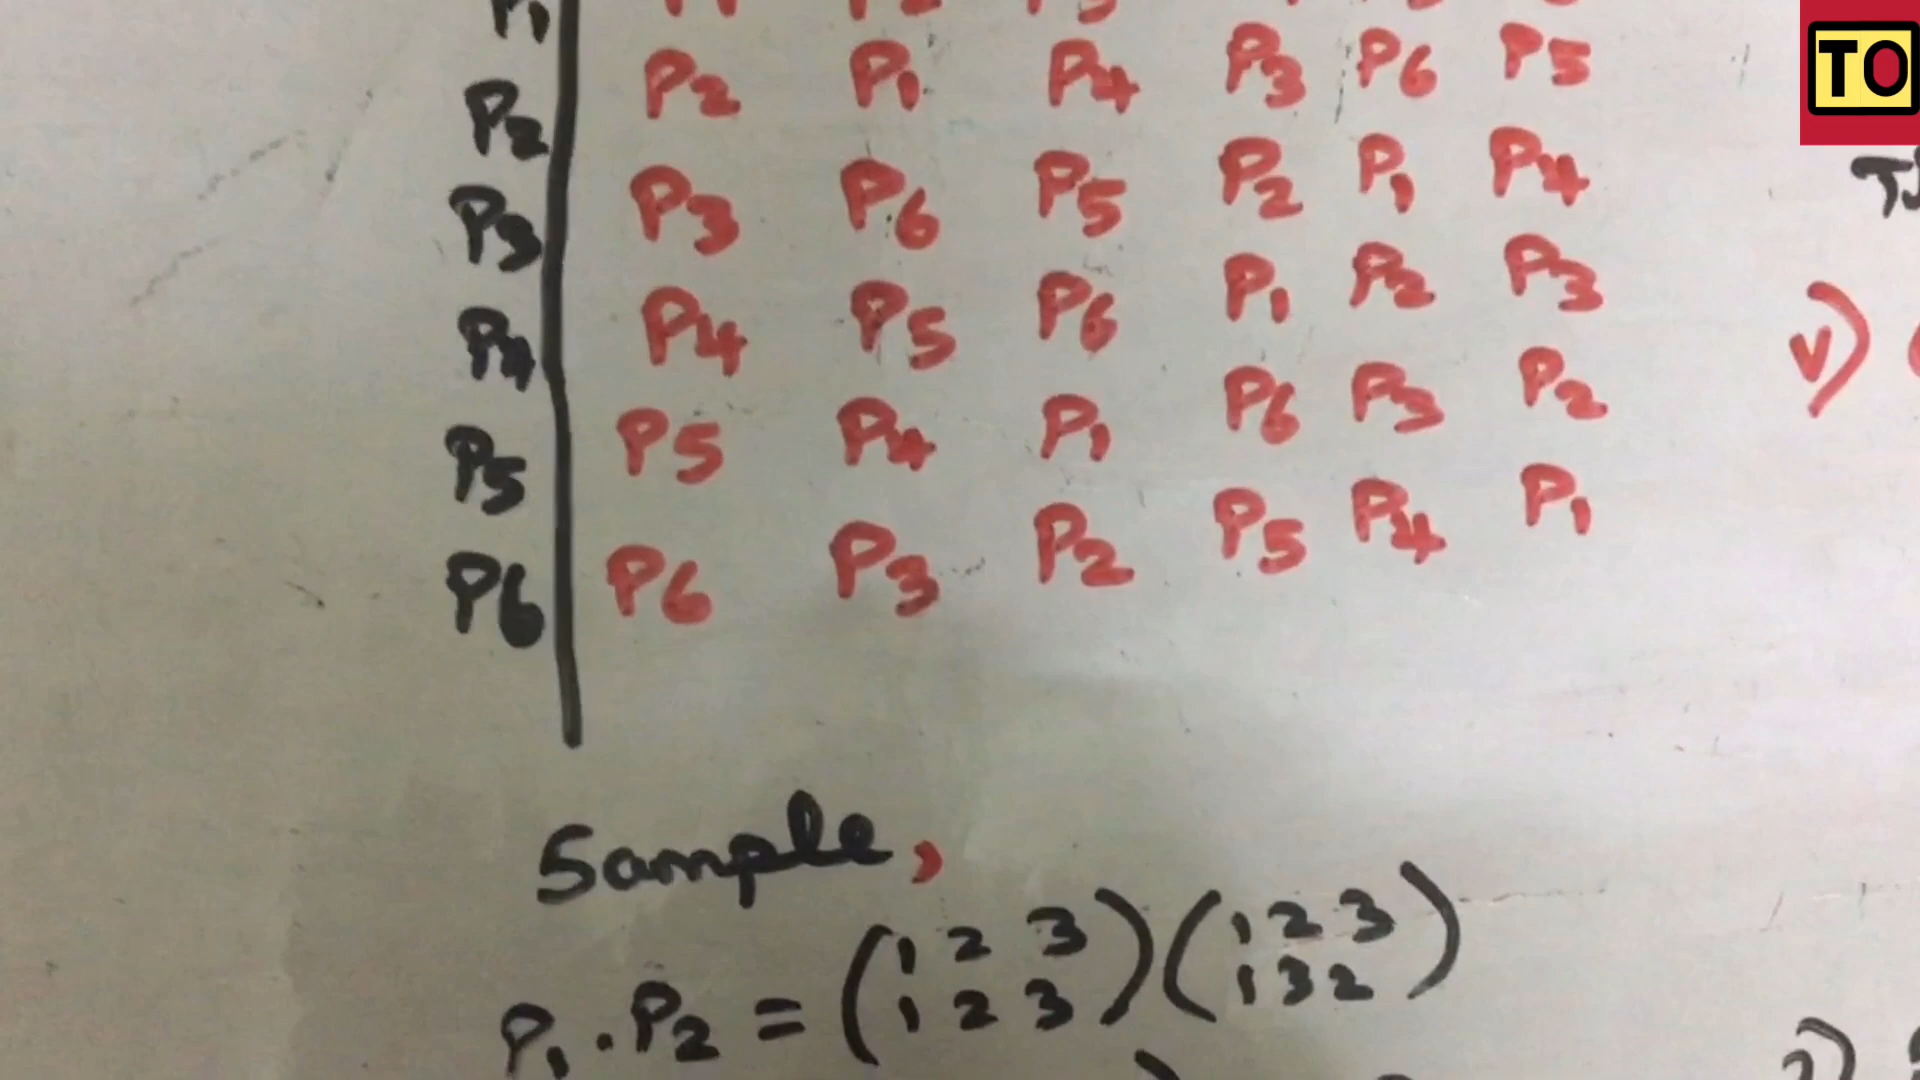 TO
P1
P2 P2 P1 P4 P3 P6 P5
P3 P3 P6 P5 P2 P1 P4
P4 P4 P5 P6 P1 P2 P3
P5 P5 P4 P1 P6 P3 P2
P6 P6 P3 P2 P5 P4 P1
v)
Sample,
P1 . P2 = (1 2 3) (1 2 3)
(1 2 3) (1 3 2)